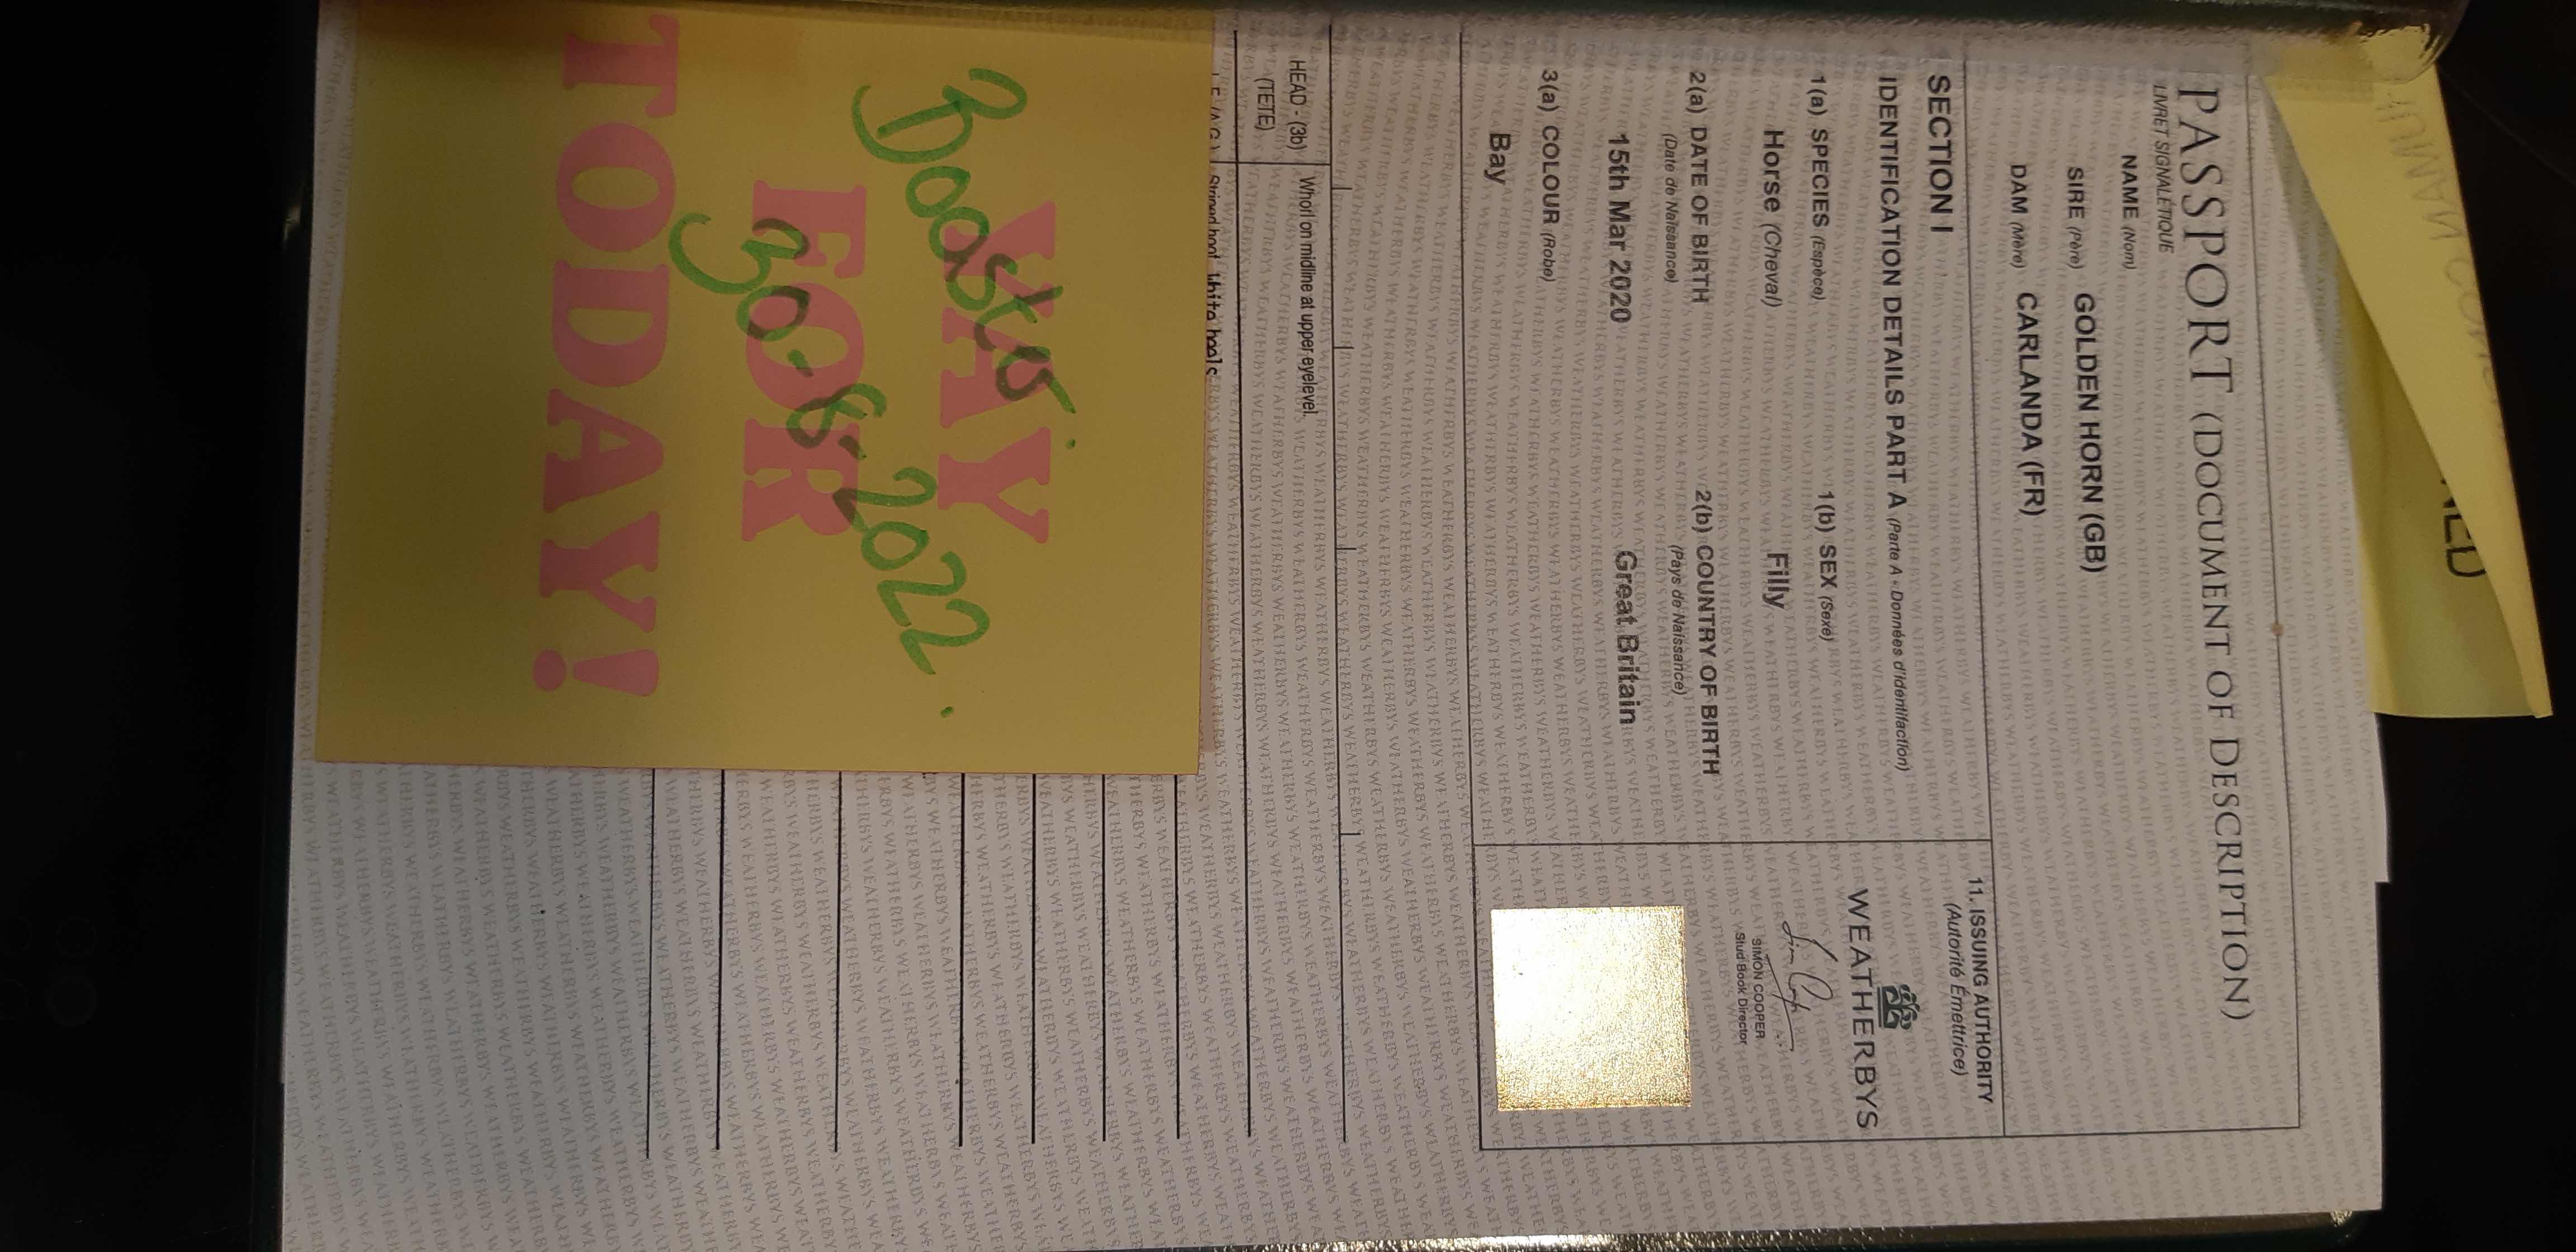 PASSPORT (DOCUMENT OF DESCRIPTION)
LIVRET SIGNALÉTIQUE
NAME (Nom)
SIRE (Père) GOLDEN HORN (GB)
DAM (Mère) CARLANDA (FR)
SECTION I
IDENTIFICATION DETAILS PART A (Partie A - Données d'identification)
1(a) SPECIES (Espèce)
Horse (Cheval)
1(b) SEX (Sexe)
Filly
2(a) DATE OF BIRTH
(Date de Naissance)
15th Mar 2020
2(b) COUNTRY OF BIRTH
(Pays de Naissance)
Great Britain
3(a) COLOUR (Robe)
Bay
11. ISSUING AUTHORITY
(Autorité Émettrice)
WEATHERBYS
SIMON COOPER
Stud Book Director
HEAD - (3b)
(TETE)
Whorl on midline at upper eyelevel.
YAY
FOR
TODAY!
30-8-2022.